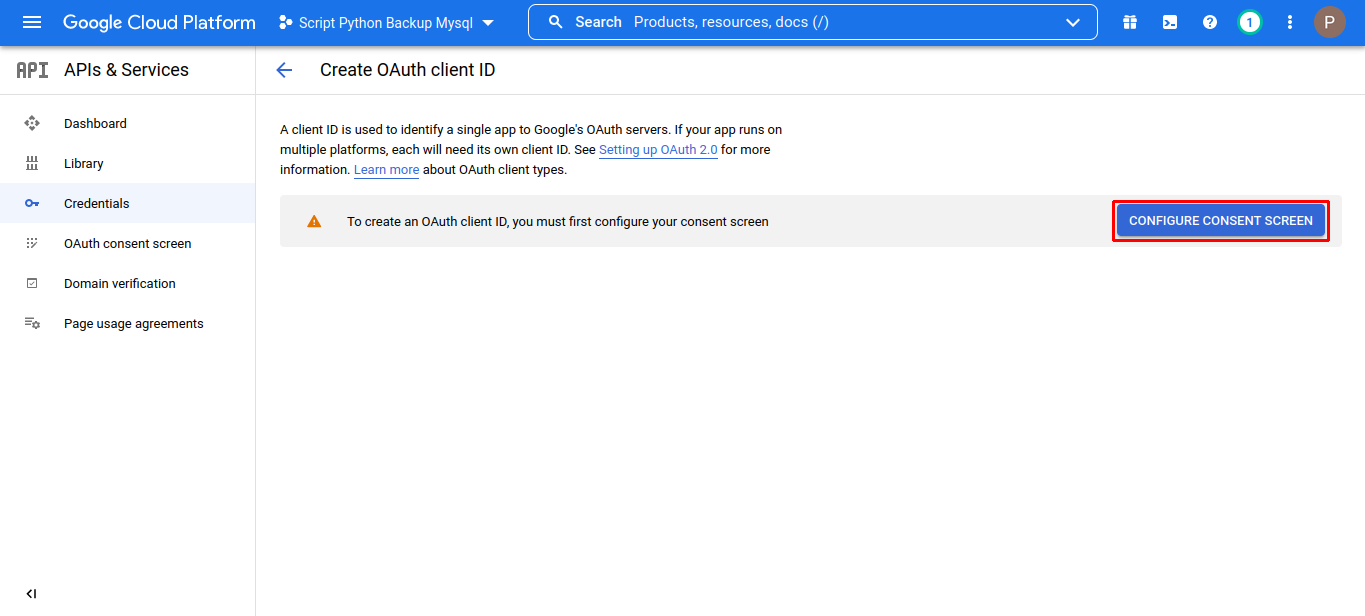 Google Cloud Platform
Script Python Backup Mysql
Search Products, resources, docs (/)
1
P
API APIs & Services
Create OAuth client ID
Dashboard
Library
Credentials
OAuth consent screen
Domain verification
Page usage agreements
A client ID is used to identify a single app to Google's OAuth servers. If your app runs on
multiple platforms, each will need its own client ID. See Setting up OAuth 2.0 for more
information. Learn more about OAuth client types.
To create an OAuth client ID, you must first configure your consent screen
CONFIGURE CONSENT SCREEN